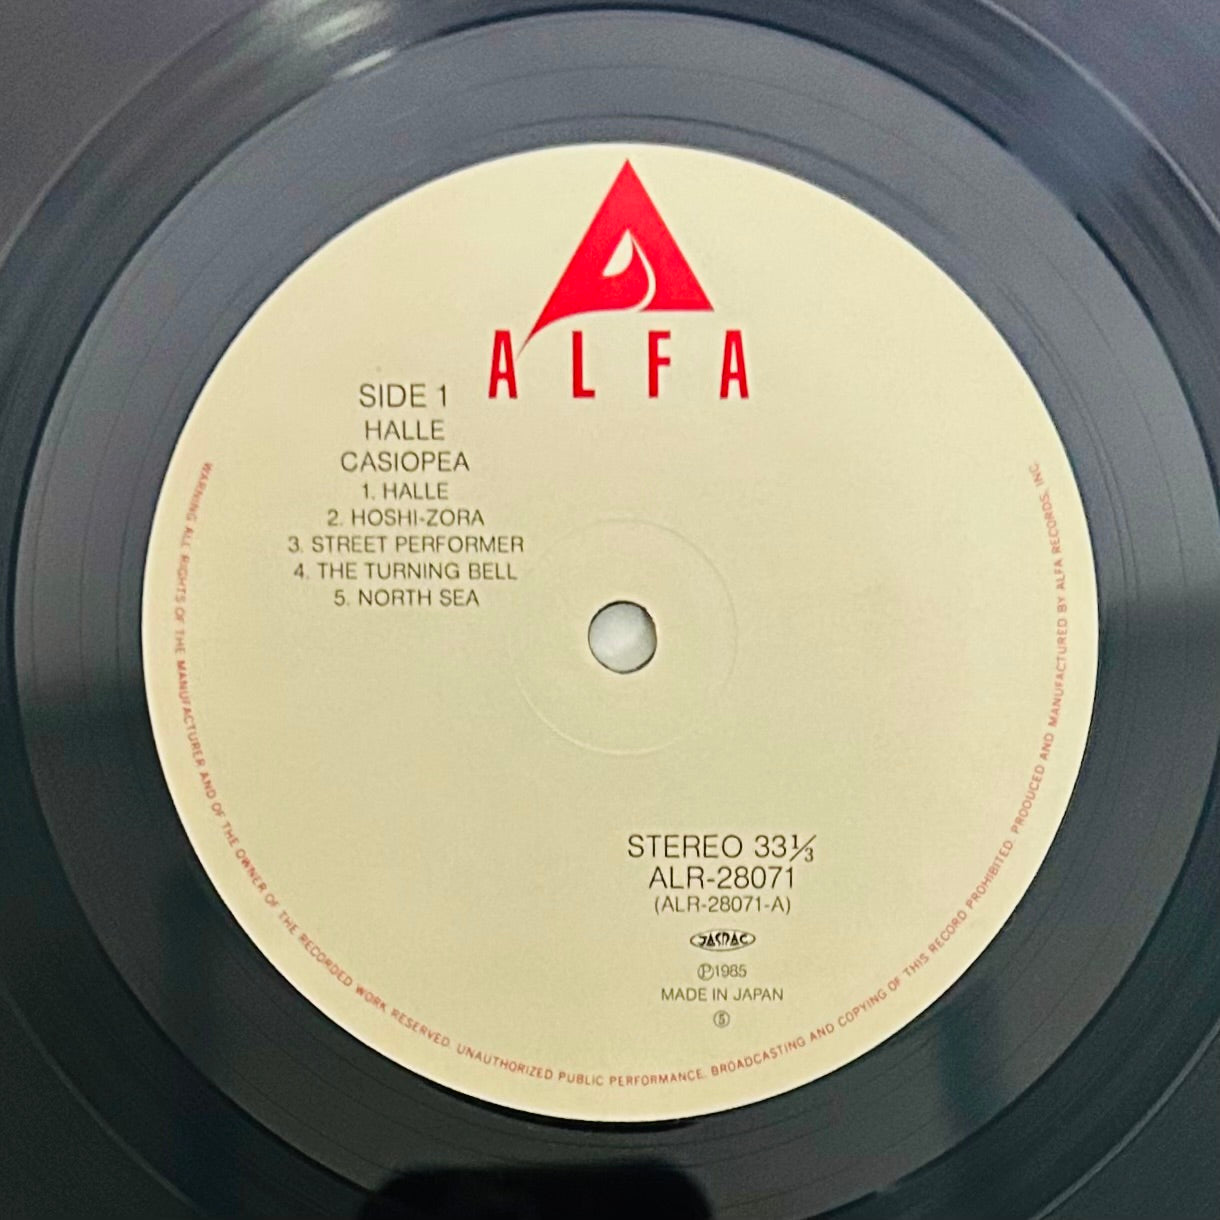 ALFA
SIDE 1
HALLE
CASIOPEA
1. HALLE
2. HOSHI-ZORA
3. STREET PERFORMER
4. THE TURNING BELL
5. NORTH SEA
STEREO 33⅓
ALR-28071
(ALR-28071-A)
JASRAC
Ⓟ1985
MADE IN JAPAN
⑤
WARNING ALL RIGHTS OF THE MANUFACTURER AND OF THE OWNER OF THE RECORDED WORK RESERVED. UNAUTHORIZED PUBLIC PERFORMANCE, BROADCASTING AND COPYING OF THIS RECORD PROHIBITED. PRODUCED AND MANUFACTURED BY ALFA RECORDS, INC.